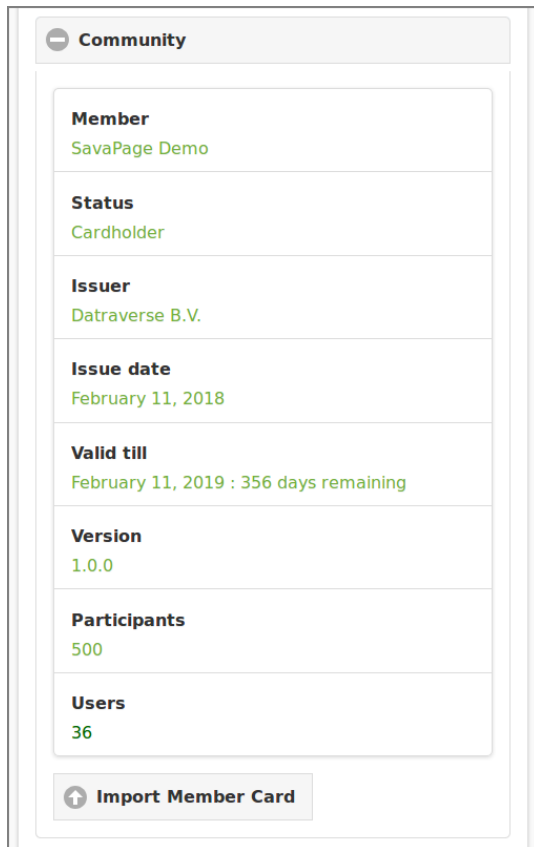 Community
Member
SavaPage Demo
Status
Cardholder
Issuer
Datraverse B.V.
Issue date
February 11, 2018
Valid till
February 11, 2019 : 356 days remaining
Version
1.0.0
Participants
500
Users
36
Import Member Card